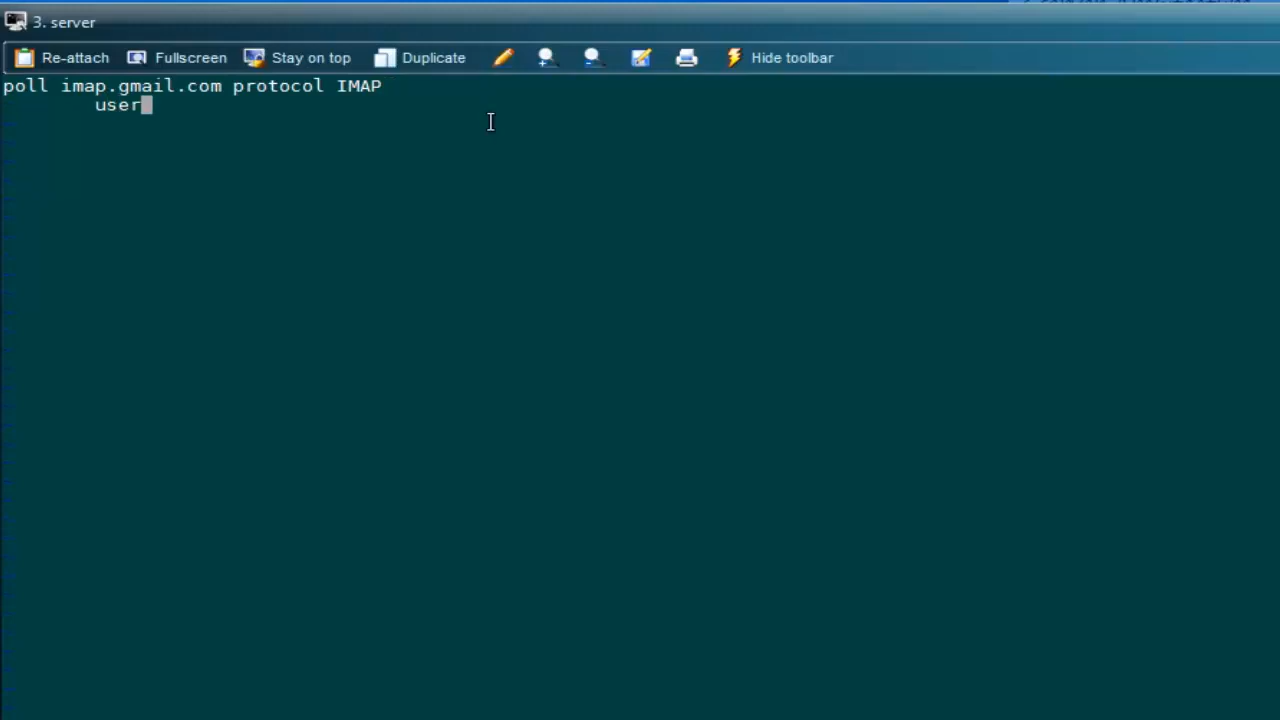 3. server
Re-attach Fullscreen Stay on top Duplicate Hide toolbar
poll imap.gmail.com protocol IMAP
user